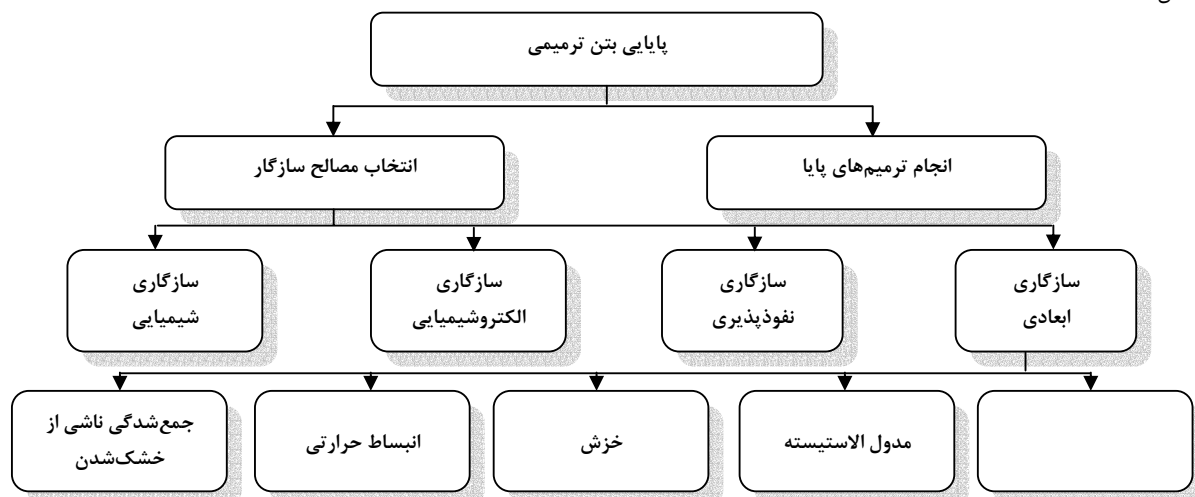 پایایی بتن ترمیمی
انجام ترمیم‌های پایا
انتخاب مصالح سازگار
سازگاری
ابعادی
سازگاری
نفوذپذیری
سازگاری
الکتروشیمیایی
سازگاری
شیمیایی
مدول الاستیسته
خزش
انبساط حرارتی
جمع‌شدگی ناشی از
خشک‌شدن